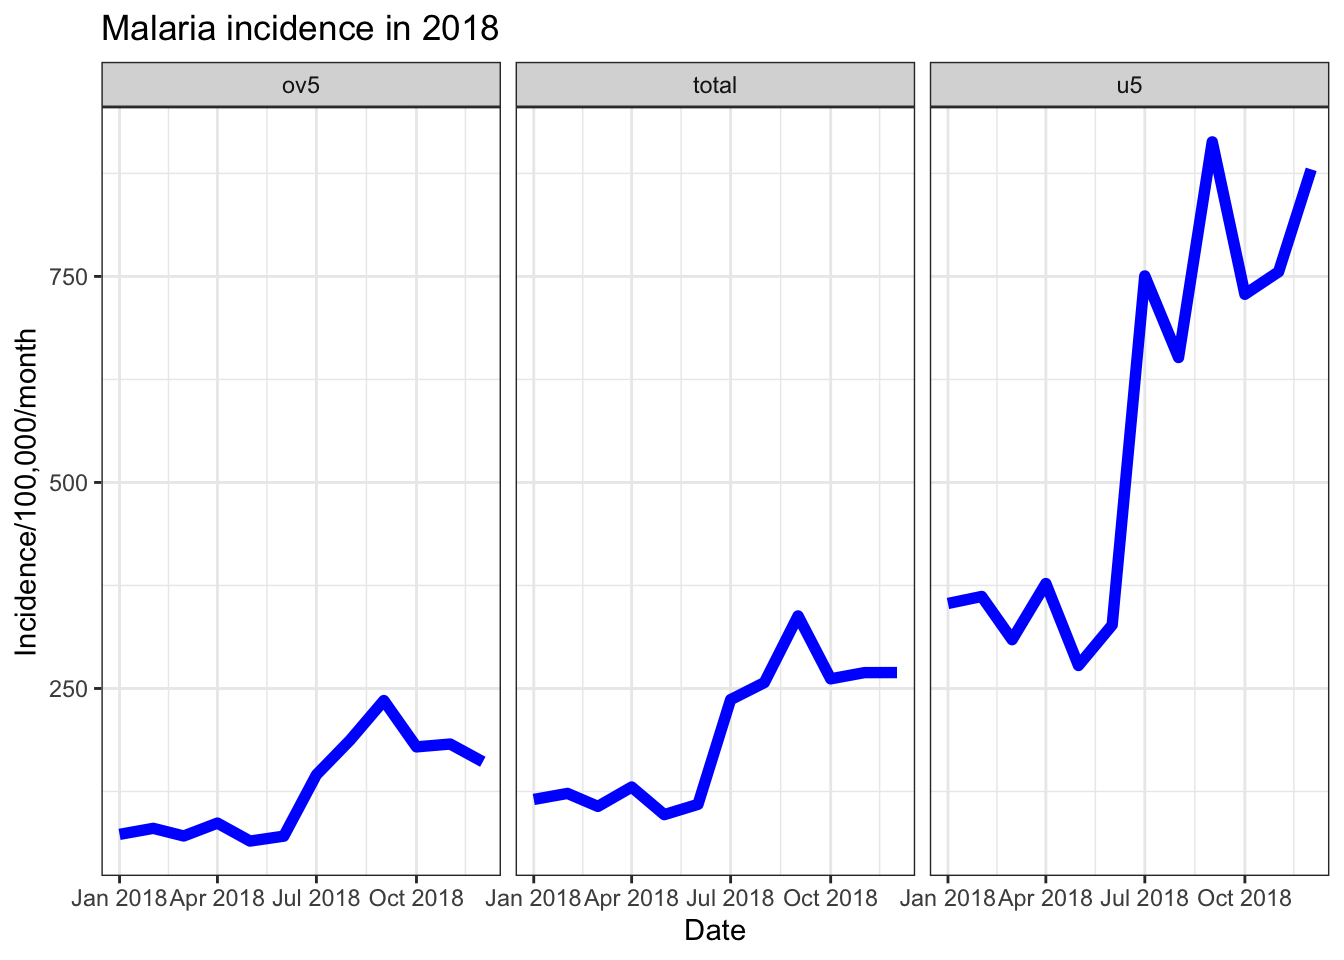 Malaria incidence in 2018
ov5
total
u5
Incidence/100,000/month
750
500
250
Jan 2018 Apr 2018 Jul 2018 Oct 2018
Jan 2018 Apr 2018 Jul 2018 Oct 2018
Jan 2018 Apr 2018 Jul 2018 Oct 2018
Date